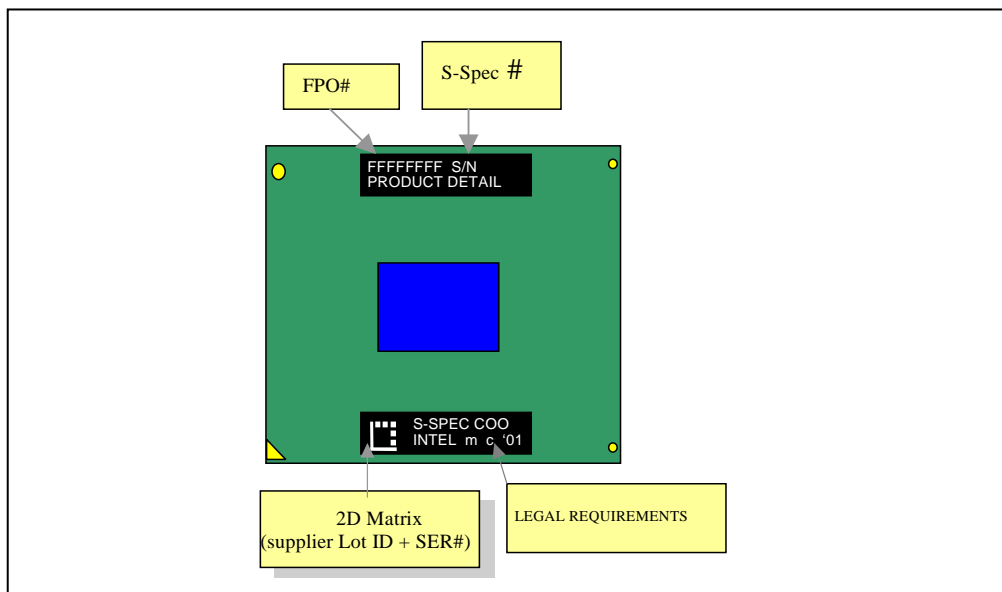 FPO#
S-Spec #
FFFFFFFF S/N
PRODUCT DETAIL
S-SPEC COO
INTEL m c '01
2D Matrix
(supplier Lot ID + SER#)
LEGAL REQUIREMENTS